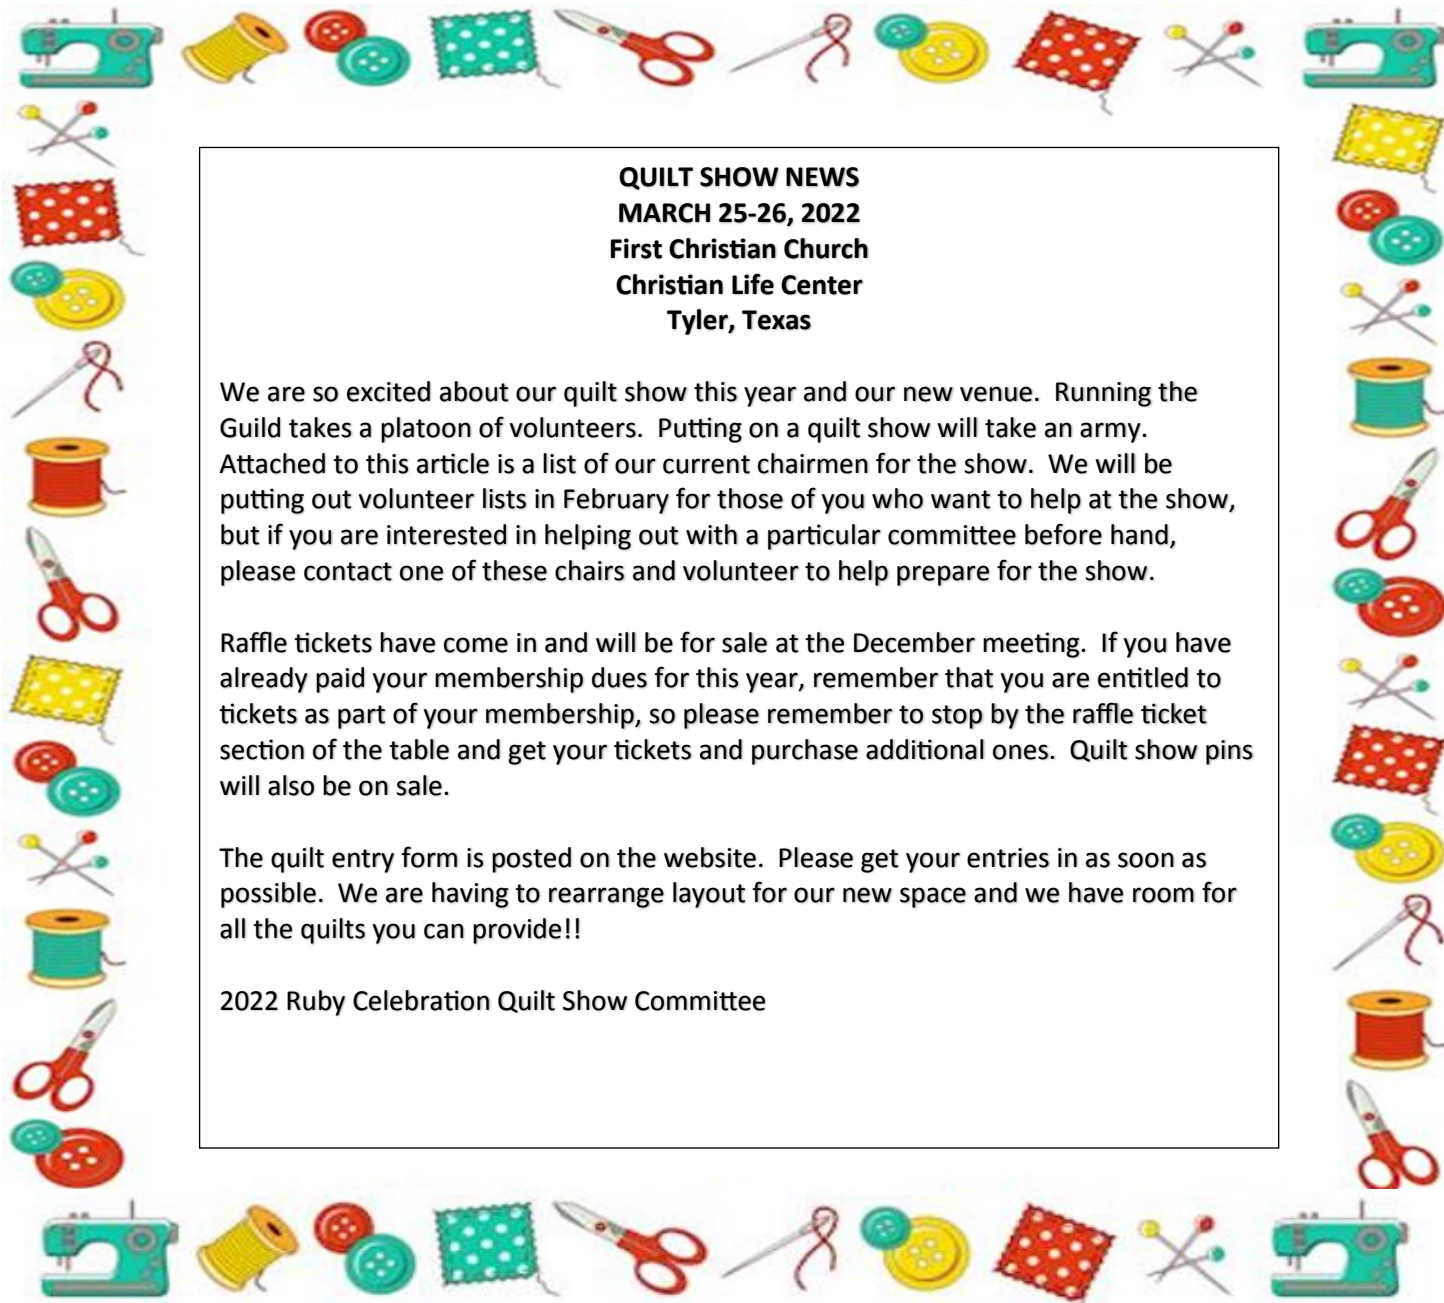 QUILT SHOW NEWS
MARCH 25-26, 2022
First Christian Church
Christian Life Center
Tyler, Texas
We are so excited about our quilt show this year and our new venue.  Running the
Guild takes a platoon of volunteers.  Putting on a quilt show will take an army.
Attached to this article is a list of our current chairmen for the show.  We will be
putting out volunteer lists in February for those of you who want to help at the show,
but if you are interested in helping out with a particular committee before hand,
please contact one of these chairs and volunteer to help prepare for the show.
Raffle tickets have come in and will be for sale at the December meeting.  If you have
already paid your membership dues for this year, remember that you are entitled to
tickets as part of your membership, so please remember to stop by the raffle ticket
section of the table and get your tickets and purchase additional ones.  Quilt show pins
will also be on sale.
The quilt entry form is posted on the website.  Please get your entries in as soon as
possible.  We are having to rearrange layout for our new space and we have room for
all the quilts you can provide!!
2022 Ruby Celebration Quilt Show Committee